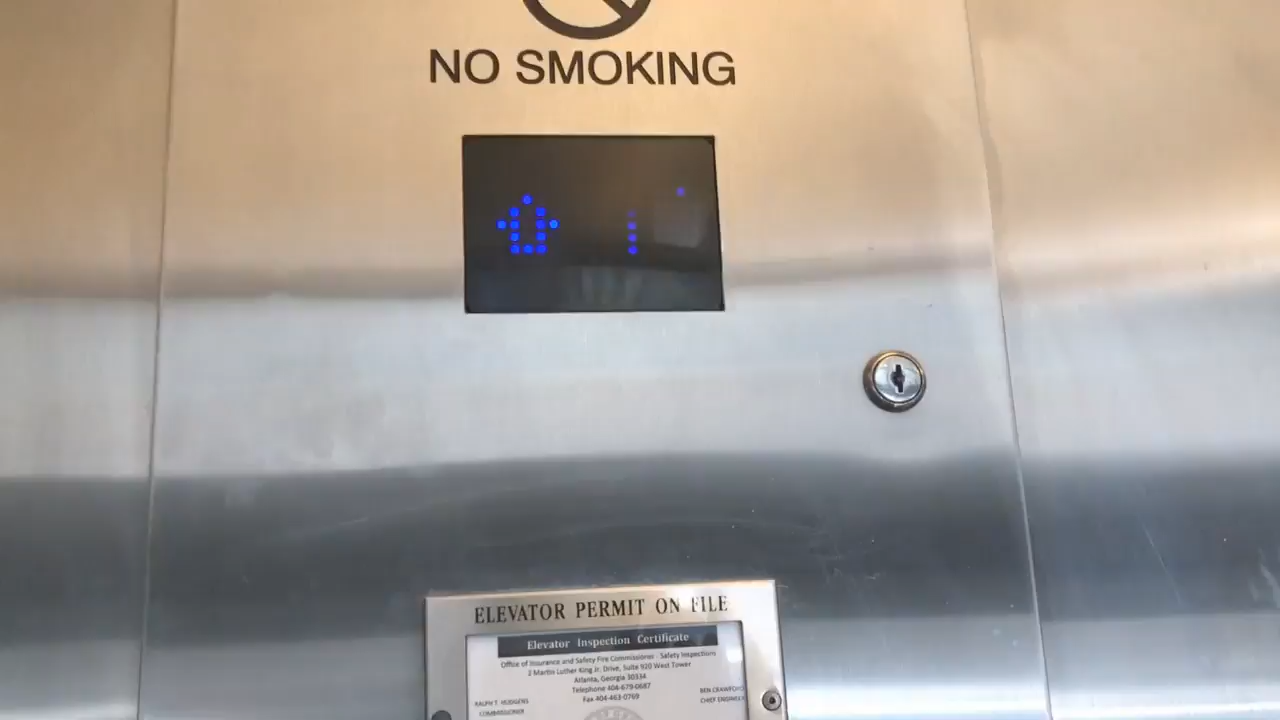 NO SMOKING
ELEVATOR PERMIT ON FILE
Elevator Inspection Certificate
Office of Insurance and Safety Fire Commissioner - Safety Inspections
2 Martin Luther King Jr. Drive, Suite 920 West Tower
Atlanta, Georgia 30334
Telephone 404-679-0687
Fax 404-463-0769
RALPH T. HUDGENS
COMMISSIONER
BEN CRAWFORD
CHIEF ENGINEER